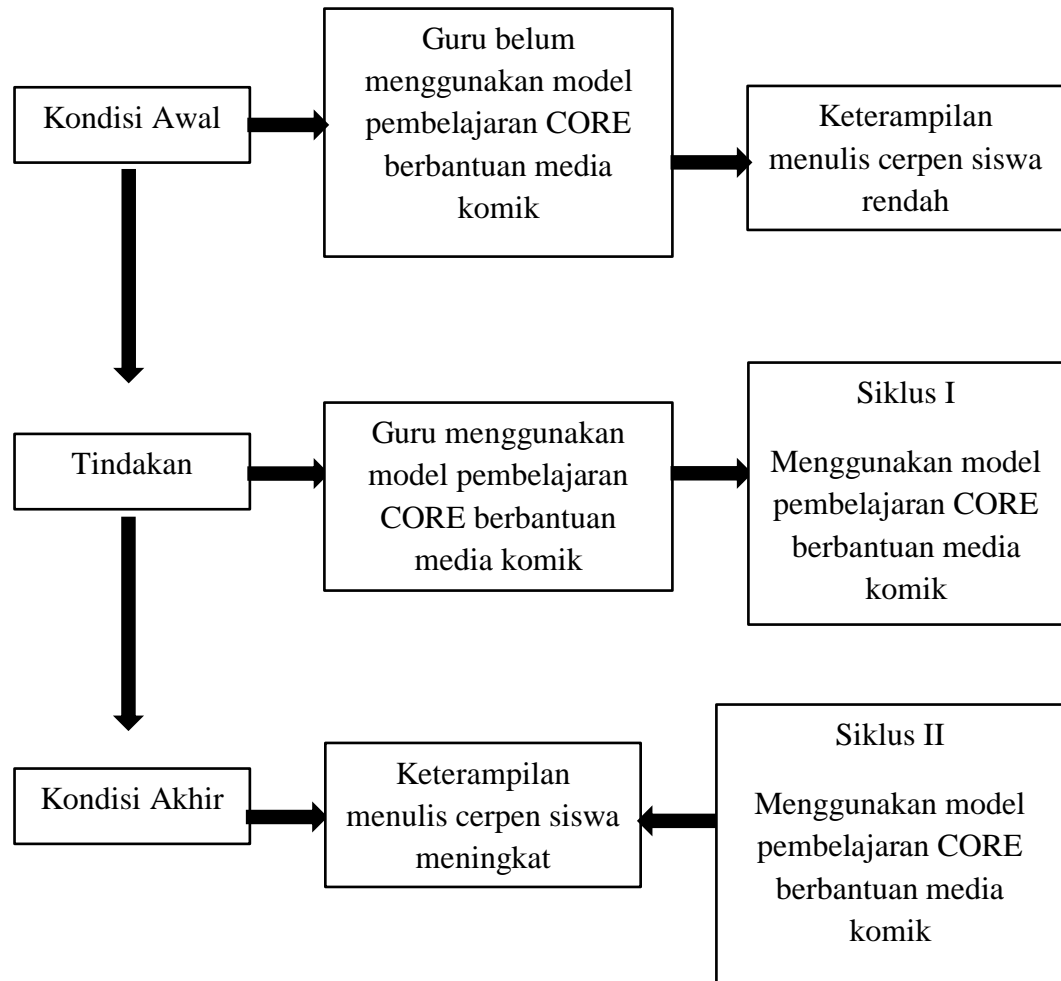 Kondisi Awal
Guru belum
menggunakan model
pembelajaran CORE
berbantuan media
komik
Keterampilan
menulis cerpen siswa
rendah
Tindakan
Guru menggunakan
model pembelajaran
CORE berbantuan
media komik
Siklus I
Menggunakan model
pembelajaran CORE
berbantuan media
komik
Kondisi Akhir
Keterampilan
menulis cerpen siswa
meningkat
Siklus II
Menggunakan model
pembelajaran CORE
berbantuan media
komik